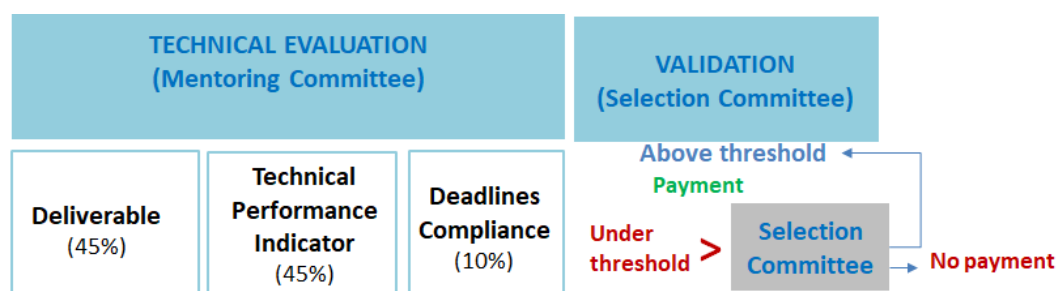 TECHNICAL EVALUATION
(Mentoring Committee)
VALIDATION
(Selection Committee)
Deliverable
(45%)
Technical
Performance
Indicator
(45%)
Deadlines
Compliance
(10%)
Above threshold
Payment
Under
threshold
>
Selection
Committee
No payment